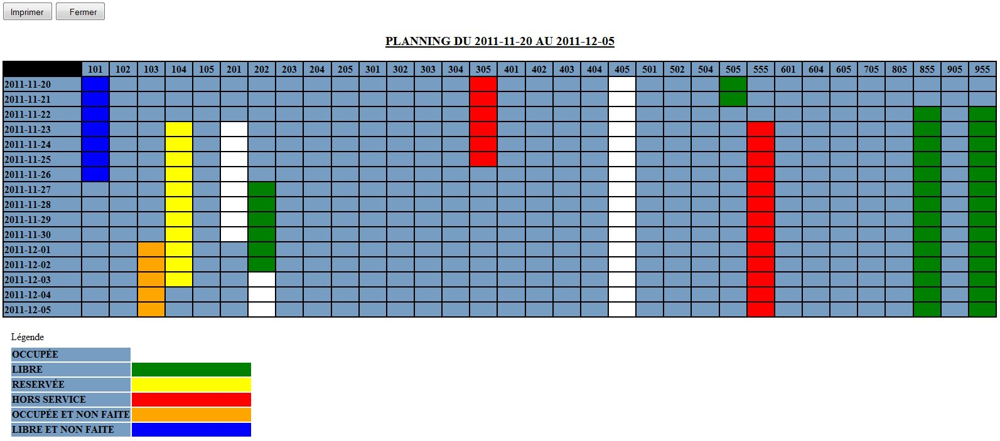 Imprimer Fermer
PLANNING DU 2011-11-20 AU 2011-12-05
101 102 103 104 105 201 202 203 204 205 301 302 303 304 305 401 402 403 404 405 501 502 504 505 555 601 604 605 705 805 855 905 955
2011-11-20
2011-11-21
2011-11-22
2011-11-23
2011-11-24
2011-11-25
2011-11-26
2011-11-27
2011-11-28
2011-11-29
2011-11-30
2011-12-01
2011-12-02
2011-12-03
2011-12-04
2011-12-05
Légende
OCCUPÉE
LIBRE
RESERVÉE
HORS SERVICE
OCCUPÉE ET NON FAITE
LIBRE ET NON FAITE